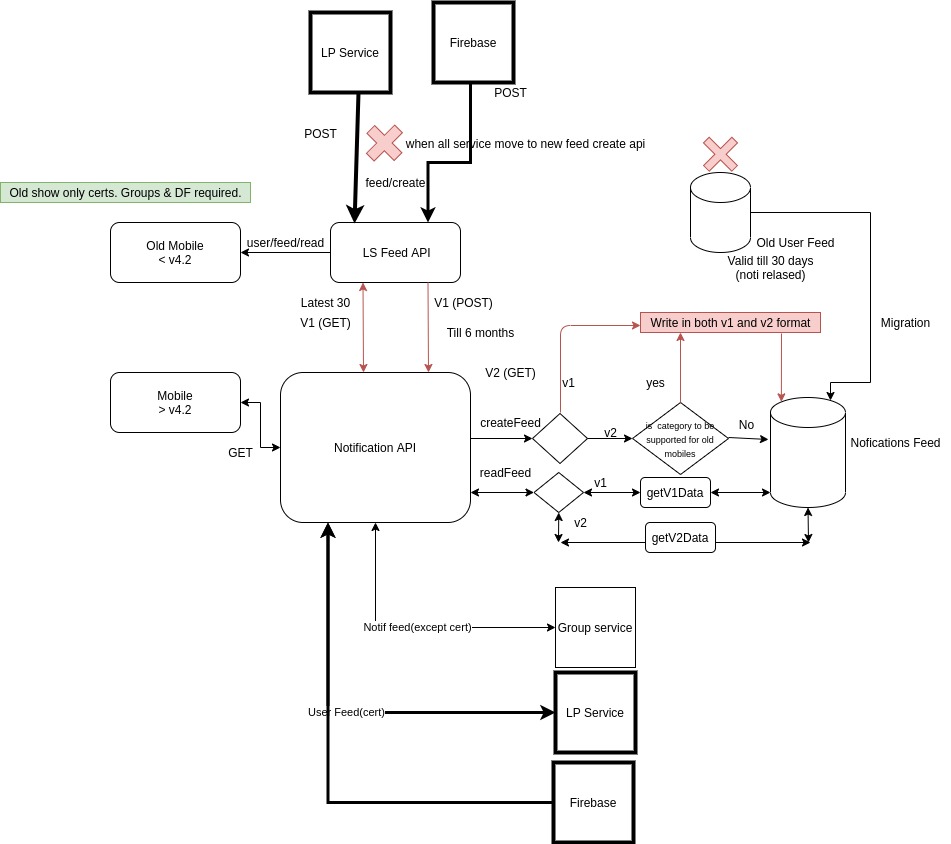 LP Service
Firebase
POST
POST
when all service move to new feed create api
feed/create
Old show only certs. Groups & DF required.
Old Mobile
< v4.2
user/feed/read
LS Feed API
Old User Feed
Valid till 30 days
(noti relased)
Latest 30
V1 (GET)
V1 (POST)
Till 6 months
Write in both v1 and v2 format
Migration
V2 (GET)
v1
yes
Mobile
> v4.2
GET
Notification API
createFeed
v2
is category to be
supported for old
mobiles
No
Nofications Feed
readFeed
v1
getV1Data
v2
getV2Data
Notif feed(except cert)
Group service
User Feed(cert)
LP Service
Firebase